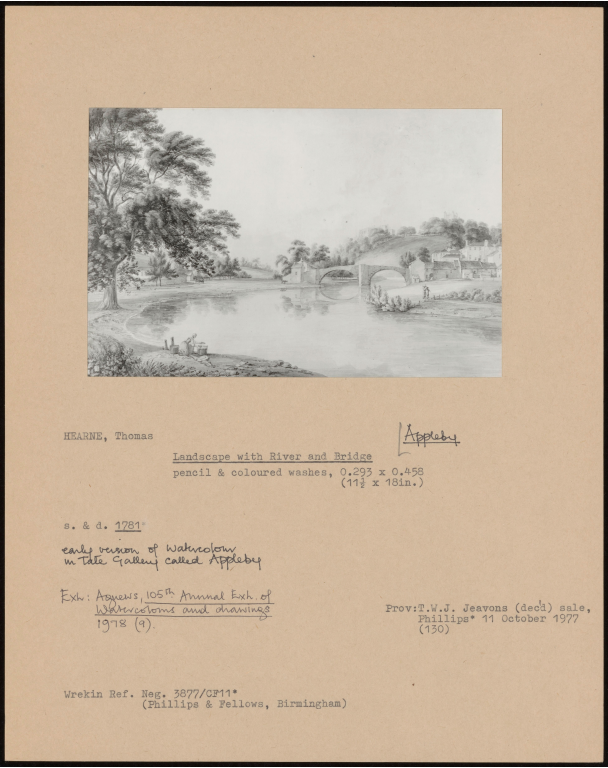 HEARNE, Thomas
[Appleby
Landscape with River and Bridge
pencil & coloured washes, 0.293 x 0.458
(11½ x 18in.)
s. & d. 1781
early version of watercolour
in Tate Gallery called Appleby
Exh: Agnews, 105th Annual Exh. of
Watercolours and drawings
1978 (9).
Prov:T.W.J. Jeavons (dec'd) sale,
Phillips* 11 October 1977
(130)
Wrekin Ref. Neg. 3877/CF11*
(Phillips & Fellows, Birmingham)